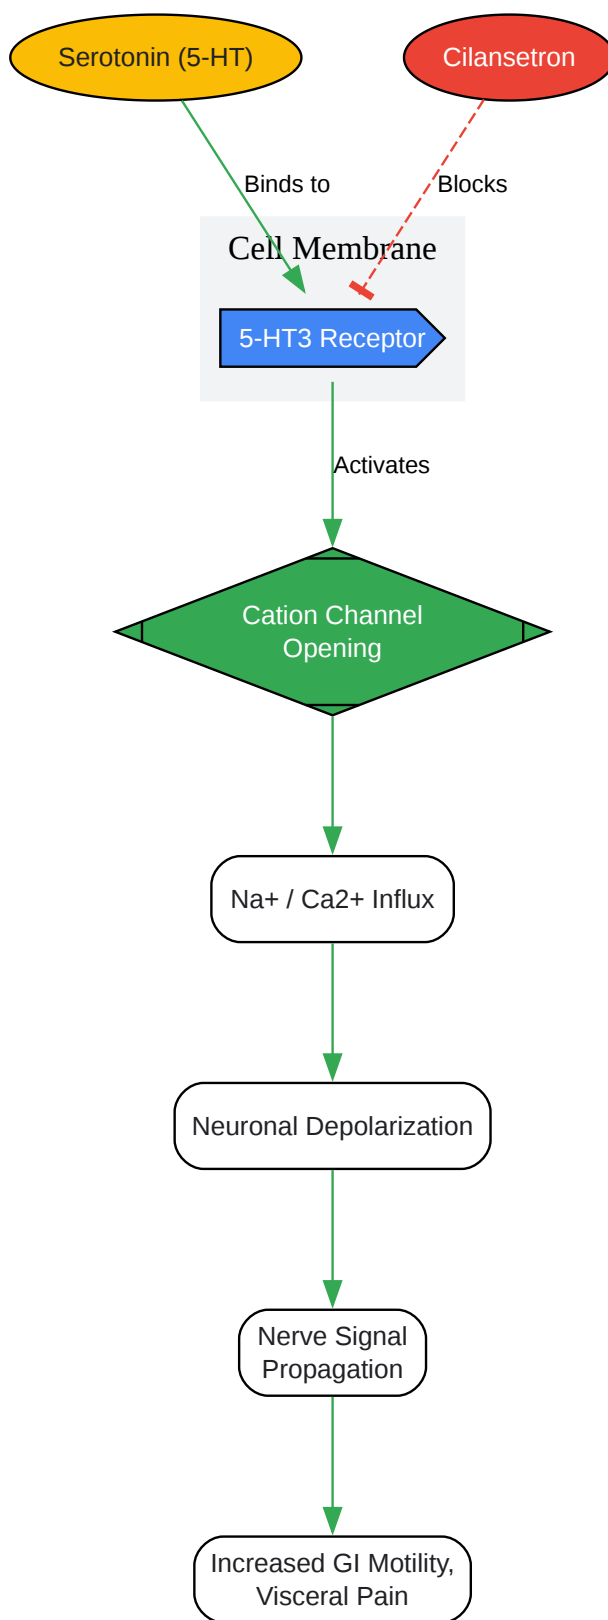 Serotonin (5-HT)
Cilansetron
Binds to
Blocks
Cell Membrane
5-HT3 Receptor
Activates
Cation Channel
Opening
Na+ / Ca2+ Influx
Neuronal Depolarization
Nerve Signal
Propagation
Increased GI Motility,
Visceral Pain